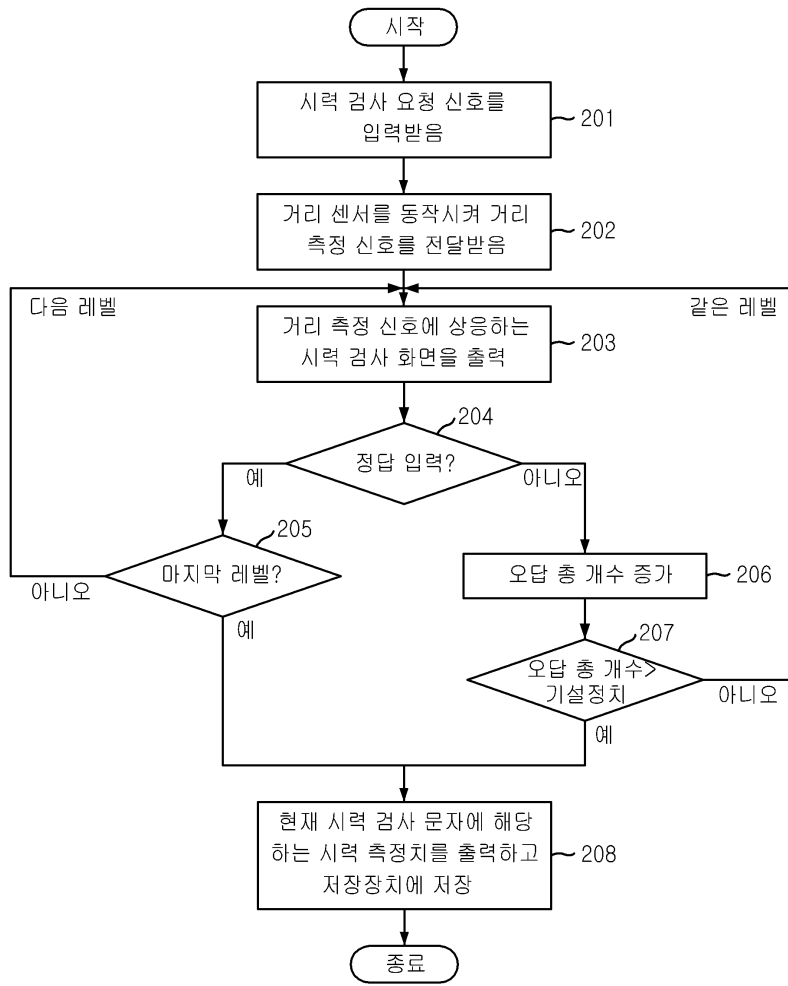 시작
시력 검사 요청 신호를
입력받음
201
거리 센서를 동작시켜 거리
측정 신호를 전달받음
202
다음 레벨
같은 레벨
거리 측정 신호에 상응하는
시력 검사 화면을 출력
203
204
정답 입력?
예
아니오
205
마지막 레벨?
아니오
예
오답 총 개수 증가
206
207
오답 총 개수>
기설정치
아니오
예
현재 시력 검사 문자에 해당
하는 시력 측정치를 출력하고
저장장치에 저장
208
종료